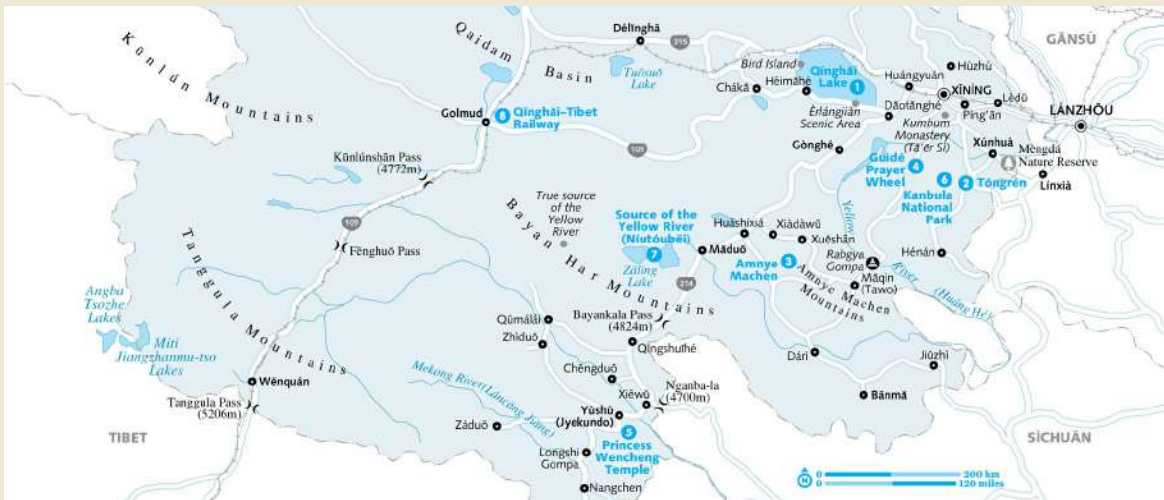 Kūnlún Mountains
Qaidam Basin
Délìnghā
315
Tuōsuō
Lake
Bird Island
Chákǎ
Hēimǎhé
Qīnghǎi
Lake
1
Huángyuán
Hùzhù
GĀNSÙ
XĪNÍNG
Lèdū
Píng'ān
LÁNZHŌU
Dàotánghé
Èrlángjiàn
Scenic Area
Kumbum
Monastery
(Tǎ'ěr Sì)
Golmud
8
Qīnghǎi–Tibet
Railway
109
Gònghé
Xúnhuà
Mèngdá
Nature Reserve
Línxià
Guìdé
Prayer
Wheel
4
6
2
Tóngrén
Kanbula
National
Park
Kūnlúnshān Pass
(4772m)
109
Fēnghuǒ Pass
True source
of the
Yellow
River
Source of the
Yellow River
(Niútóubēi)
7
Zālíng
Lake
Huāshíxiá
Xiàdàwǔ
Xuěshān
Yellow
River
(Huáng Hé)
Hénán
Mǎduō
Amnye
Machen
3
Rabgya
Gompa
Mǎqìn
(Tawo)
Amnye Machen
Mountains
Bayan Har Mountains
214
Tanggula Mountains
Angba
Tsozhe
Lakes
Miti
Jiangzhanmu-tso
Lakes
Qūmálái
Zhìduō
Bayankala Pass
(4824m)
Qīngshuǐhé
Dárì
Jiǔzhì
Bānmǎ
Mekong River (Láncāng Jiāng)
Chèngduō
Xiēwǔ
Nganba-la
(4700m)
Wēnquán
Tanggula Pass
(5206m)
Yùshù
(Jyekundo)
5
Princess
Wencheng
Temple
Záduō
Longshi
Gompa
Nangchen
TIBET
SÌCHUĀN
N
0
200 km
0
120 miles